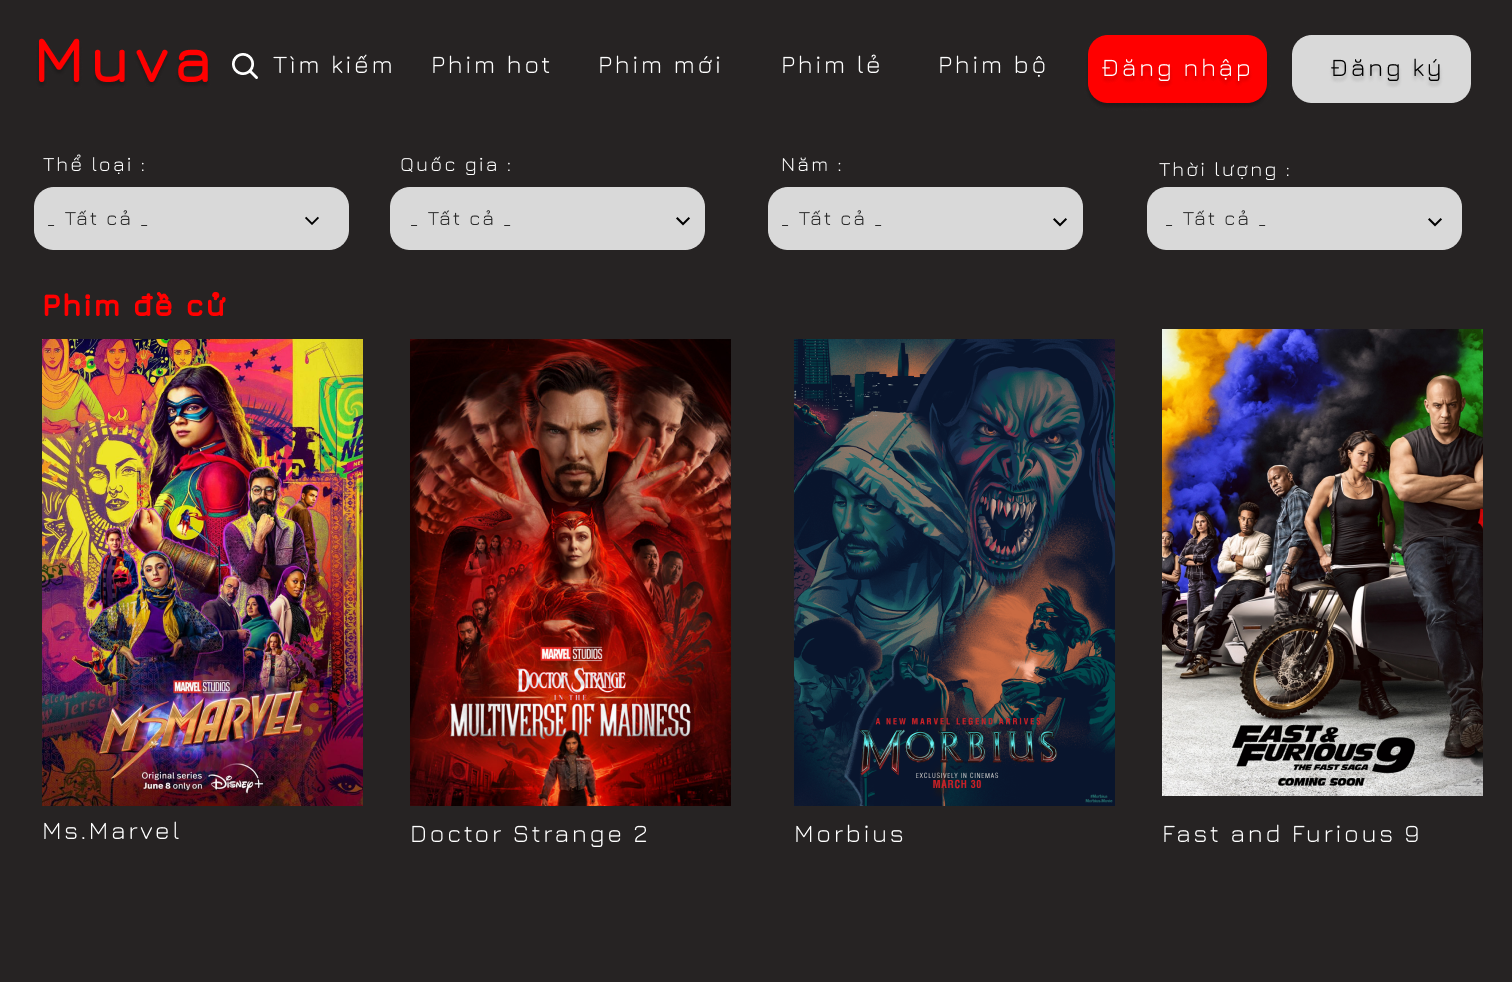 Muva
Tìm kiếm
Phim hot
Phim mới
Phim lẻ
Phim bộ
Đăng nhập
Đăng ký
Thể loại :
Quốc gia :
Năm :
Thời lượng :
_ Tất cả _
_ Tất cả _
_ Tất cả _
_ Tất cả _
Phim đề cử
MARVEL STUDIOS
MS. MARVEL
Original series
June 8 only on Disney+
MARVEL STUDIOS
DOCTOR STRANGE
IN THE
MULTIVERSE OF MADNESS
A NEW MARVEL LEGEND ARRIVES
MORBIUS
EXCLUSIVELY IN CINEMAS
MARCH 30
FAST &
FURIOUS 9
THE FAST SAGA
COMING SOON
Ms.Marvel
Doctor Strange 2
Morbius
Fast and Furious 9